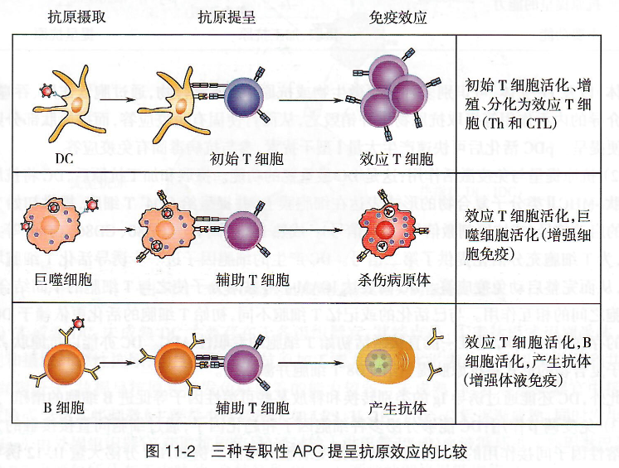 抗原摄取 抗原提呈 免疫效应
DC 初始 T 细胞 效应 T 细胞
初始 T 细胞活化、增
殖、分化为效应 T 细
胞(Th 和 CTL)
巨噬细胞 辅助 T 细胞 杀伤病原体
效应 T 细胞活化,巨
噬细胞活化(增强细
胞免疫)
B 细胞 辅助 T 细胞 产生抗体
效应 T 细胞活化,B
细胞活化,产生抗体
(增强体液免疫)
图 11-2 三种专职性 APC 提呈抗原效应的比较